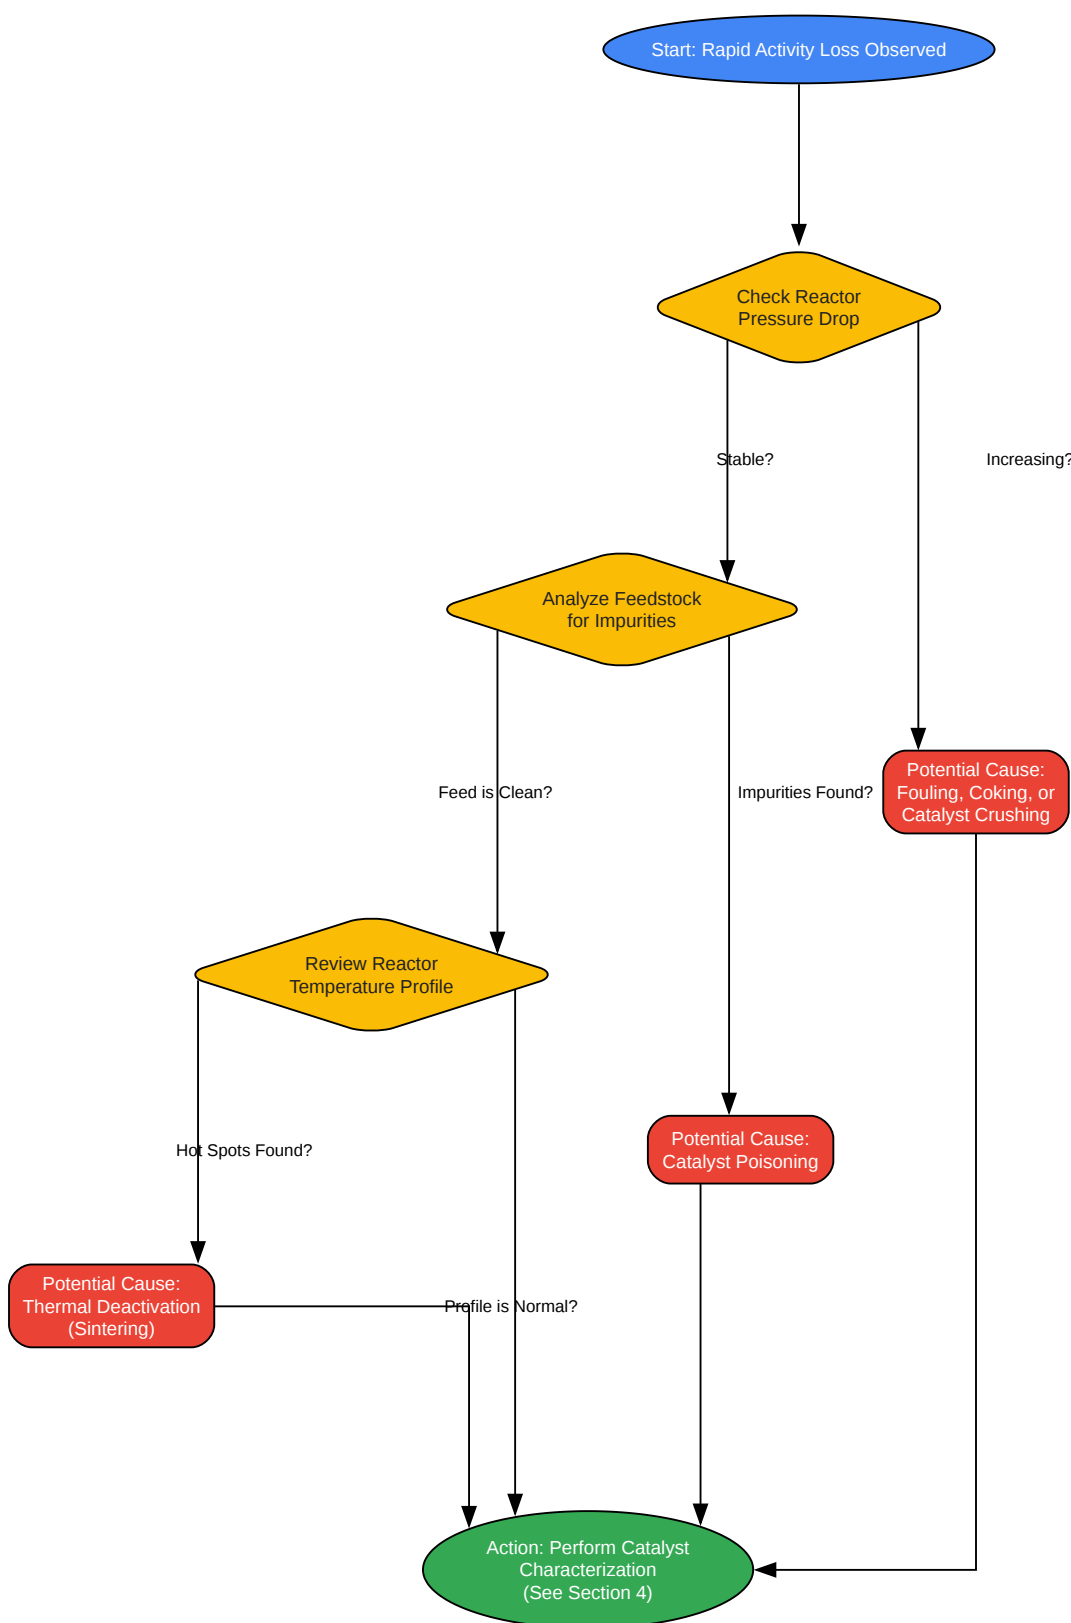 Start: Rapid Activity Loss Observed
Check Reactor
Pressure Drop
Stable?
Increasing?
Analyze Feedstock
for Impurities
Feed is Clean?
Impurities Found?
Potential Cause:
Fouling, Coking, or
Catalyst Crushing
Review Reactor
Temperature Profile
Hot Spots Found?
Potential Cause:
Catalyst Poisoning
Potential Cause:
Thermal Deactivation
(Sintering)
Profile is Normal?
Action: Perform Catalyst
Characterization
(See Section 4)